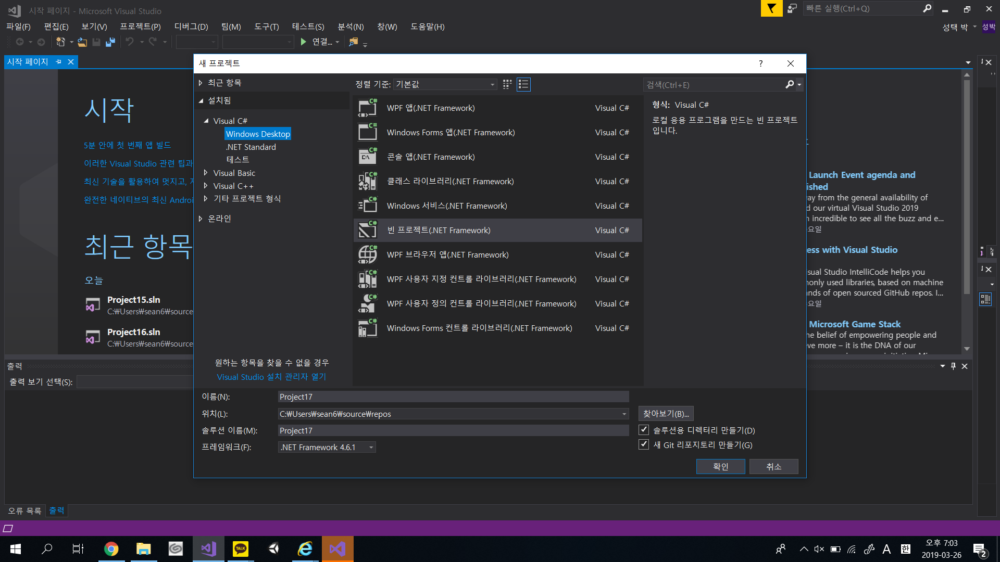 시작 페이지 - Microsoft Visual Studio
빠른 실행(Ctrl+Q)
파일(F) 편집(E) 보기(V) 프로젝트(P) 디버그(D) 팀(M) 도구(T) 테스트(S) 분석(N) 창(W) 도움말(H)
성택 박 성박
연결...
시작 페이지
시작
5분 안에 첫 번째 앱 빌드
이러한 Visual Studio 관련 팁과
최신 기술을 활용하여 멋지고,
완전한 네이티브의 최신 Androi
최근 항목
오늘
Project15.sln
C:₩Users₩sean6₩source
Project16.sln
C:₩Users₩sean6₩source
새 프로젝트
?
최근 항목
설치됨
Visual C#
Windows Desktop
.NET Standard
테스트
Visual Basic
Visual C++
기타 프로젝트 형식
온라인
원하는 항목을 찾을 수 없을 경우
Visual Studio 설치 관리자 열기
정렬 기준: 기본값
WPF 앱(.NET Framework) Visual C#
Windows Forms 앱(.NET Framework) Visual C#
콘솔 앱(.NET Framework) Visual C#
클래스 라이브러리(.NET Framework) Visual C#
Windows 서비스(.NET Framework) Visual C#
빈 프로젝트(.NET Framework) Visual C#
WPF 브라우저 앱(.NET Framework) Visual C#
WPF 사용자 지정 컨트롤 라이브러리(.NET Framework) Visual C#
WPF 사용자 정의 컨트롤 라이브러리(.NET Framework) Visual C#
Windows Forms 컨트롤 라이브러리(.NET Framework) Visual C#
검색(Ctrl+E)
형식: Visual C#
로컬 응용 프로그램을 만드는 빈 프로젝트
입니다.
이름(N): Project17
위치(L): C:₩Users₩sean6₩source₩repos
찾아보기(B)...
솔루션 이름(M): Project17
솔루션용 디렉터리 만들기(D)
프레임워크(F): .NET Framework 4.6.1
새 Git 리포지토리 만들기(G)
확인 취소
Launch Event agenda and
ished
ay from the general availability of
d our virtual Visual Studio 2019
n incredible to see all the buzz and e...
요일
ess with Visual Studio
isual Studio IntelliCode helps you
monly used libraries, based on machine
nds of open sourced GitHub repos. I...
요일
Microsoft Game Stack
he belief of empowering people and
eve more – it is the DNA of our
출력
출력 보기 선택(S):
오류 목록 출력
TALK
A 한
오후 7:03
2019-03-26
2